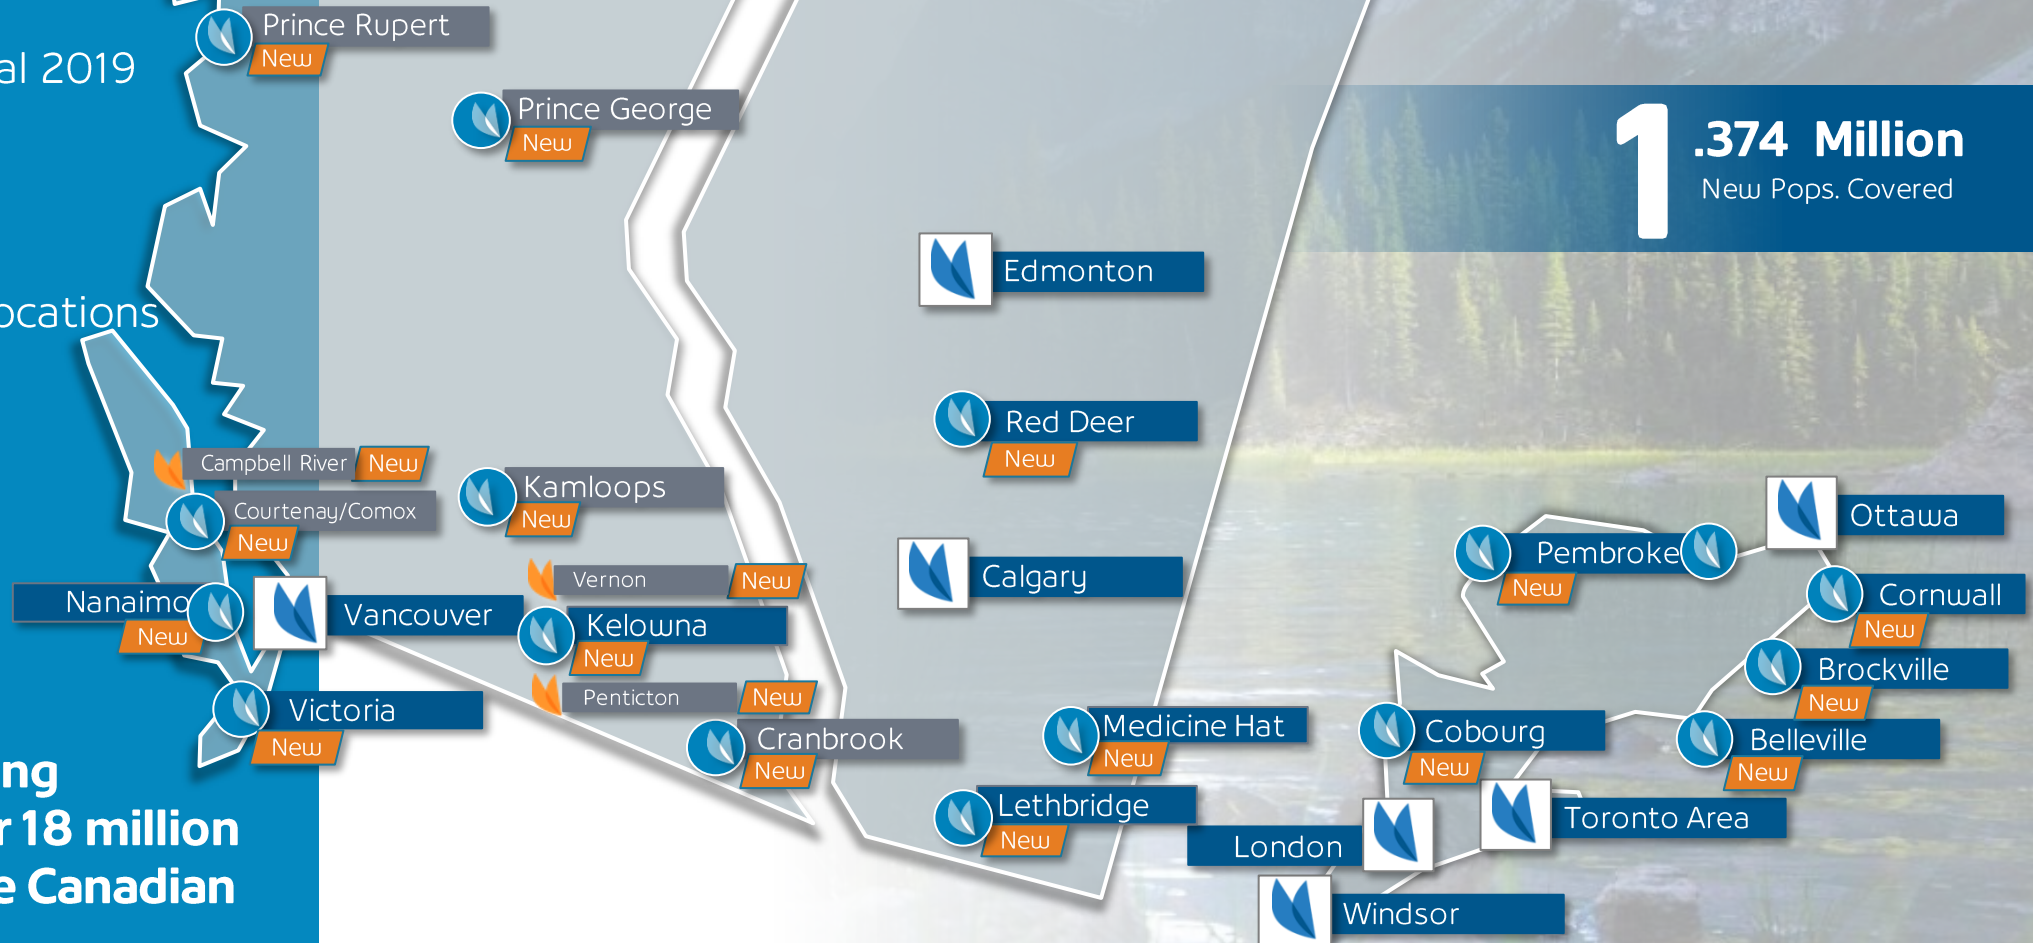 Prince Rupert
New
al 2019
Prince George
New
1.374 Million
New Pops. Covered
Edmonton
ocations
Red Deer
New
Campbell River New
Courtenay/Comox
New
Kamloops
New
Calgary
Ottawa
Pembroke
New
Cornwall
New
Vernon New
Nanaimo
New
Vancouver
Kelowna
New
Brockville
New
Penticton New
Victoria
New
Cranbrook
New
Medicine Hat
New
Cobourg
New
Belleville
New
Lethbridge
New
London
Toronto Area
Windsor
ng
r 18 million
e Canadian